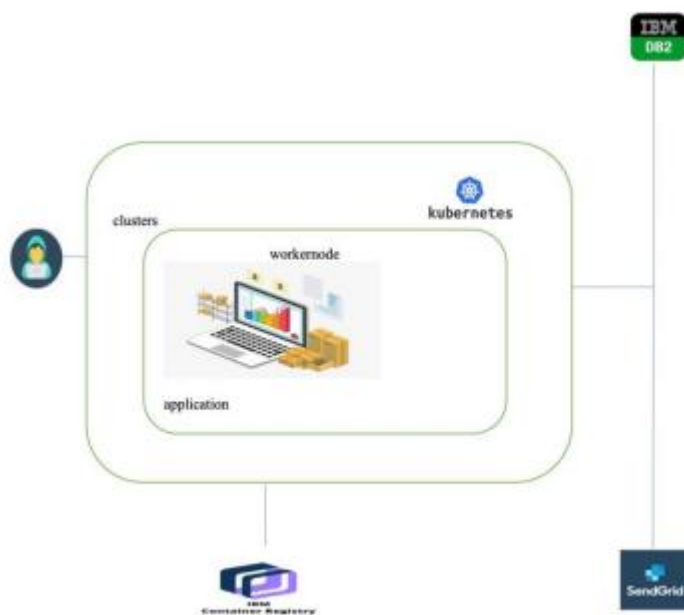 IBM
DB2
kubernetes
clusters
workernode
application
IBM
Container Registry
SendGrid